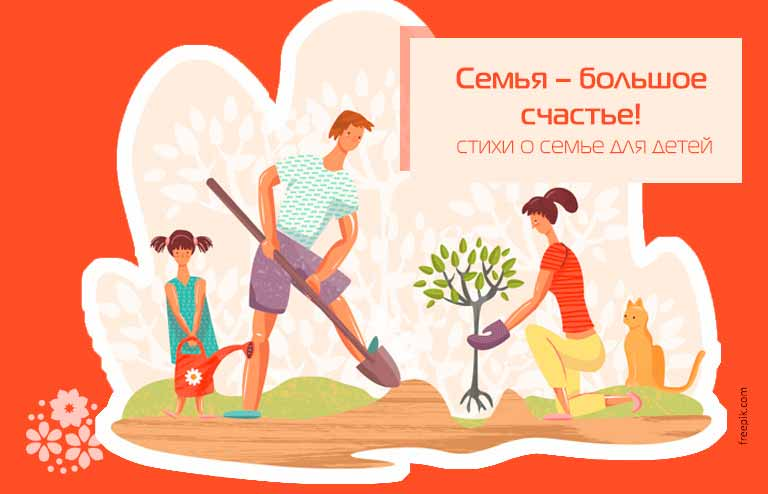 Семья – большое
счастье!
стихи о семье для детей
freepik.com